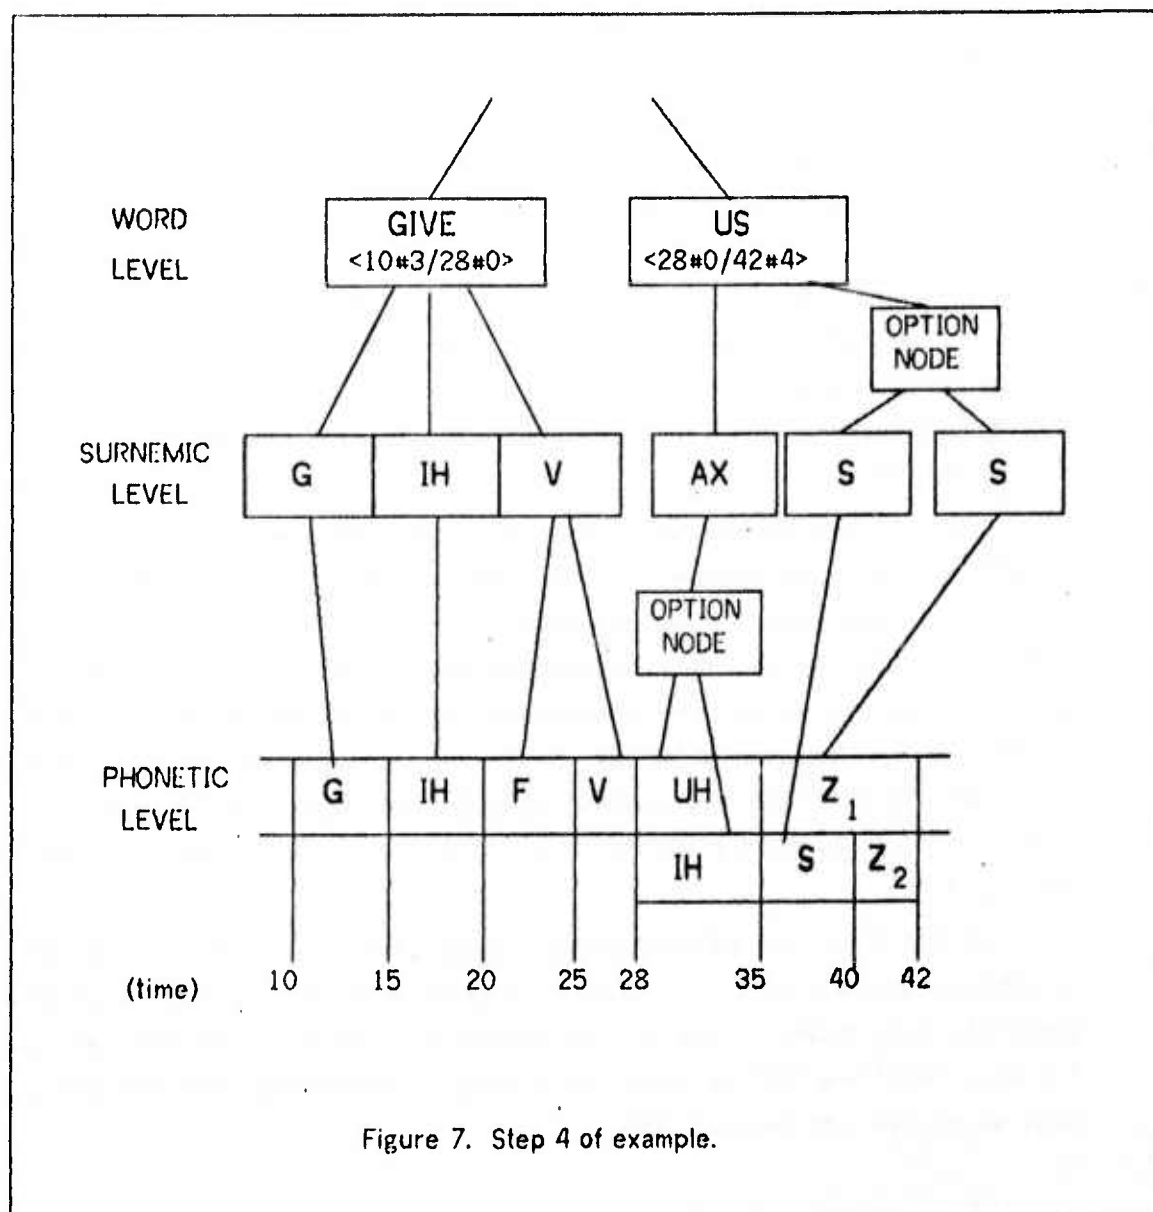 WORD
LEVEL
GIVE
<10#3/28#0>
US
<28#0/42#4>
OPTION
NODE
SURNEMIC
LEVEL
G IH V AX S S
OPTION
NODE
PHONETIC
LEVEL
G IH F V UH Z1
IH S Z2
(time) 10 15 20 25 28 35 40 42
Figure 7. Step 4 of example.